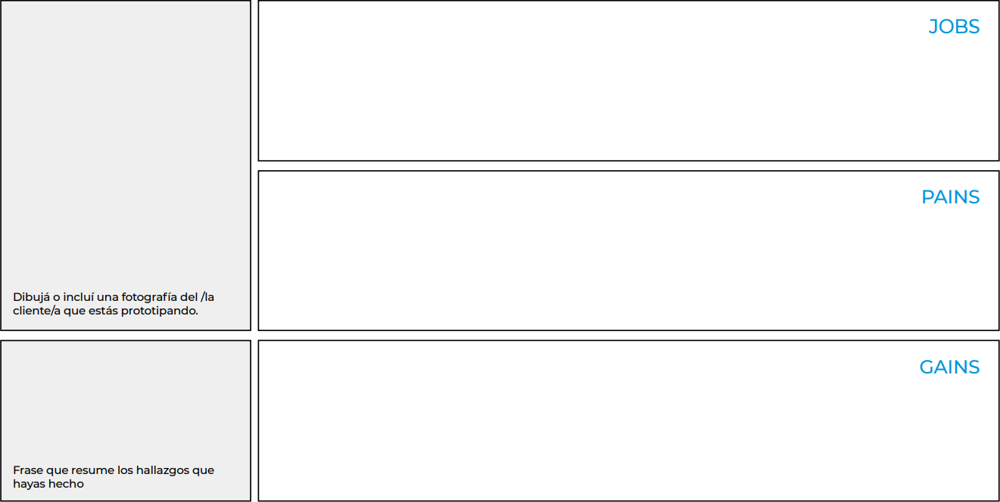 JOBS
Dibujá o incluí una fotografía del /la
cliente/a que estás prototipando.
PAINS
Frase que resume los hallazgos que
hayas hecho
GAINS